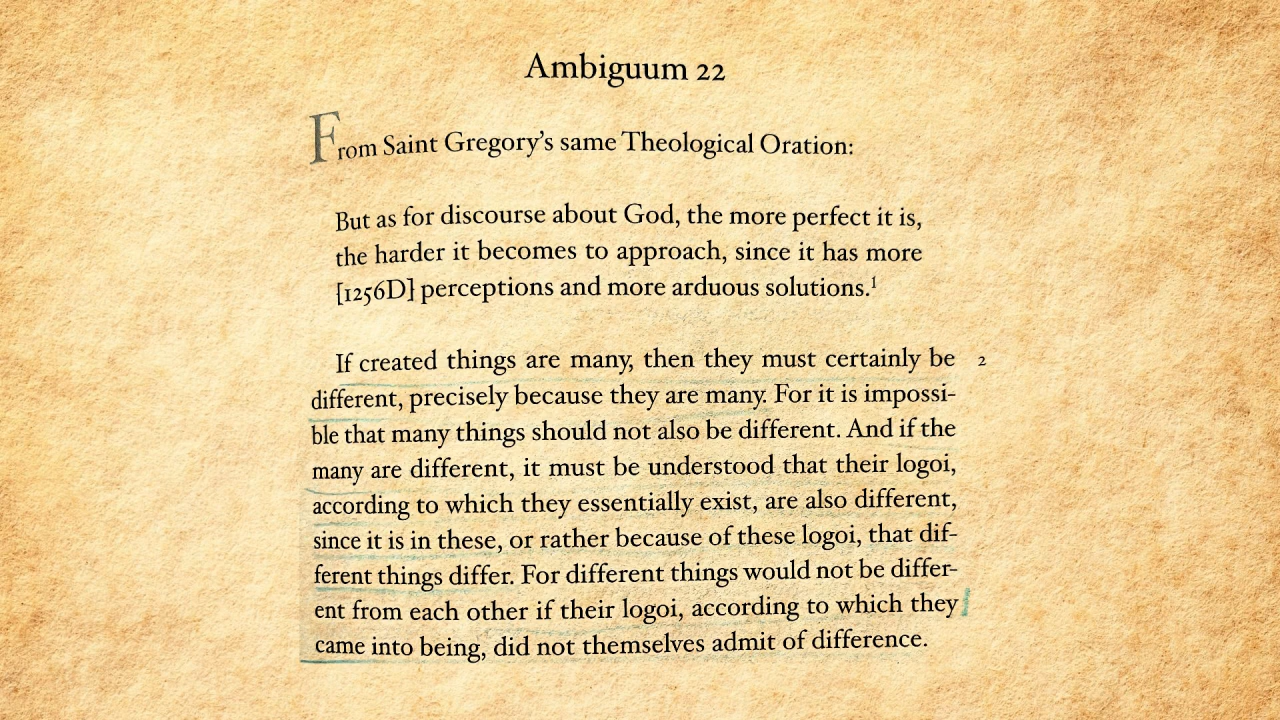 Ambiguum 22
From Saint Gregory's same Theological Oration:
But as for discourse about God, the more perfect it is,
the harder it becomes to approach, since it has more
[1256D] perceptions and more arduous solutions.¹
If created things are many, then they must certainly be 2
different, precisely because they are many. For it is impossi-
ble that many things should not also be different. And if the
many are different, it must be understood that their logoi,
according to which they essentially exist, are also different,
since it is in these, or rather because of these logoi, that dif-
ferent things differ. For different things would not be differ-
ent from each other if their logoi, according to which they
came into being, did not themselves admit of difference.